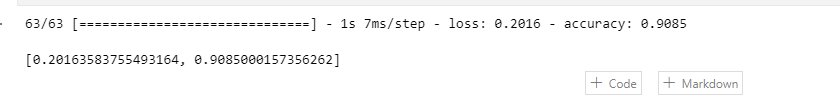 63/63 [==============================] - 1s 7ms/step - loss: 0.2016 - accuracy: 0.9085
[0.20163583755493164, 0.9085000157356262]
+ Code + Markdown